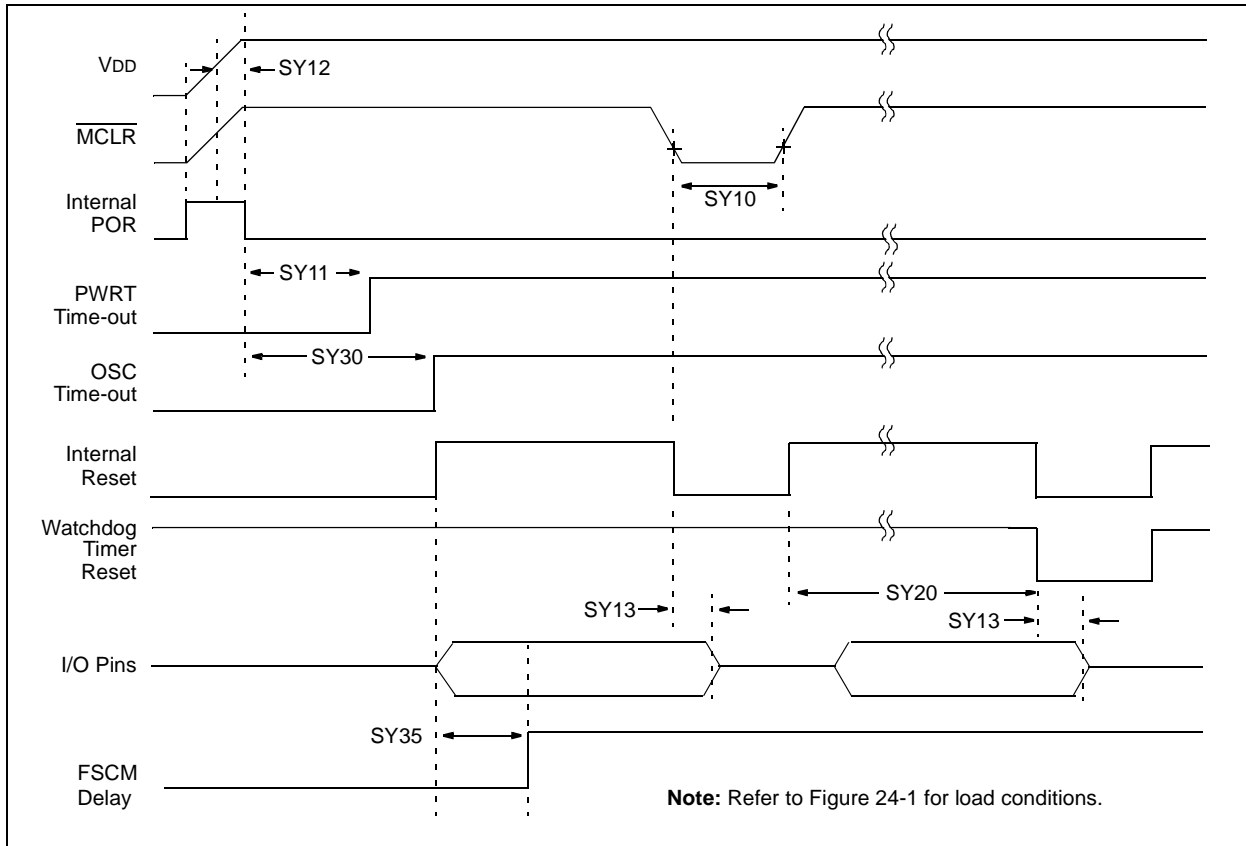 VDD
SY12
MCLR
SY10
Internal
POR
SY11
PWRT
Time-out
SY30
OSC
Time-out
Internal
Reset
Watchdog
Timer
Reset
SY20
SY13
SY13
I/O Pins
SY35
FSCM
Delay
Note: Refer to Figure 24-1 for load conditions.